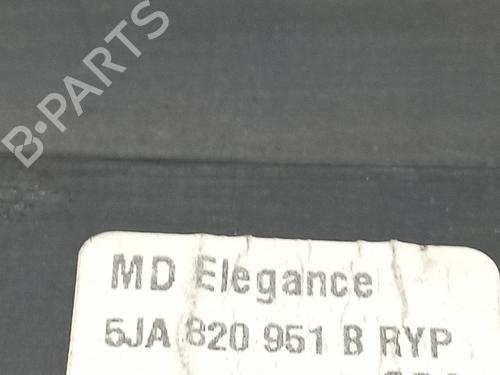 B-PARTS
MD Elegance
5JA 820 951 B RYP